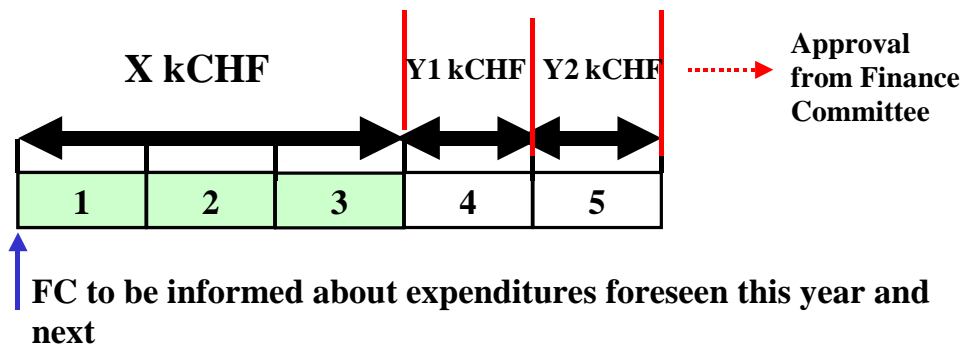 X kCHF
Y1 kCHF
Y2 kCHF
Approval
from Finance
Committee
1
2
3
4
5
FC to be informed about expenditures foreseen this year and
next